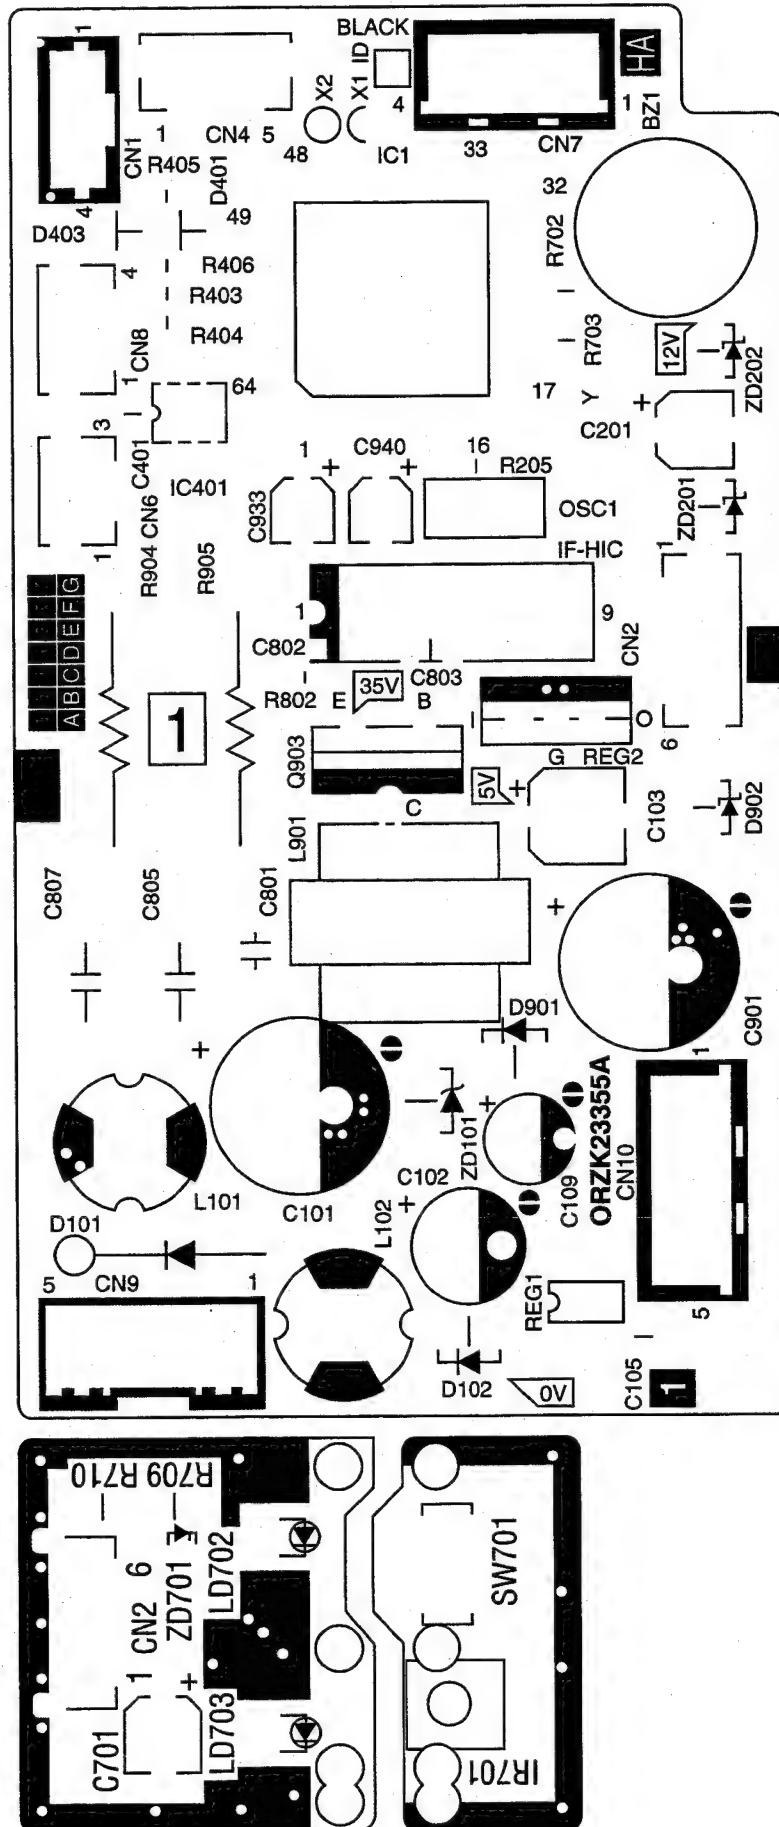 1
BLACK
HA
ID
X2
X1
4
1
BZ1
1
CN4
5
48
IC1
33
CN7
CN1
R405
D401
4
49
32
D403
R702
4
R406
R403
R404
R703
12V
CN8
1
64
17
Y
ZD202
3
C201
C401
IC401
1
C940
16
R205
CN6
C933
OSC1
ZD201
1
1
R904
R905
IF-HIC
1
9
A B C D E F G
C802
CN2
R802
E
35V
C803
B
1
I
O
6
Q903
G
REG2
5V
C
C103
D902
L901
C807
C805
C801
D901
C901
1
ZD101
ORZK23355A
L101
C101
C102
C109
CN10
L102
D101
5
CN9
1
REG1
5
D102
0V
C105
1
R710
R709
CN2
6
ZD701
LD702
SW701
1
C701
LD703
IR701